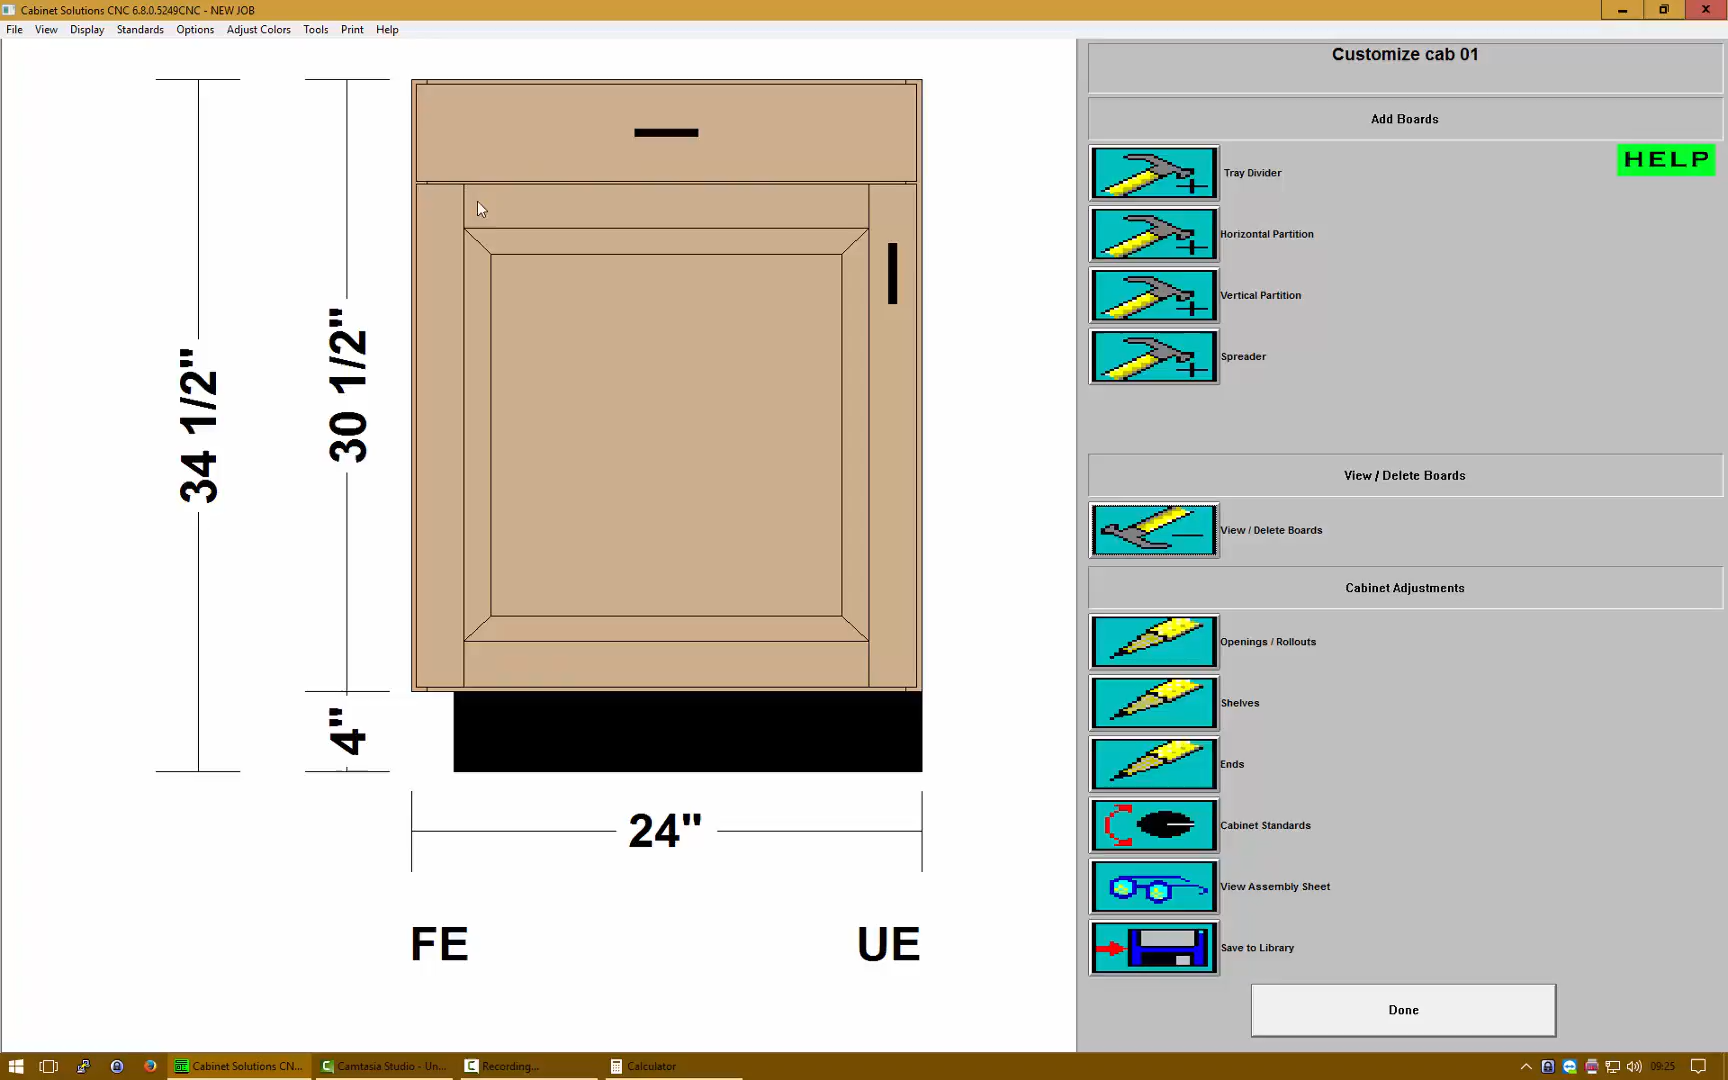 Cabinet Solutions CNC 6.8.0.5249CNC - NEW JOB
File View Display Standards Options Adjust Colors Tools Print Help
34 1/2"
30 1/2"
4"
24"
FE UE
Customize cab 01
Add Boards
HELP
Tray Divider
Horizontal Partition
Vertical Partition
Spreader
View / Delete Boards
View / Delete Boards
Cabinet Adjustments
Openings / Rollouts
Shelves
Ends
Cabinet Standards
View Assembly Sheet
Save to Library
Done
Cabinet Solutions CN... Camtasia Studio - Un... Recording... Calculator 09:25